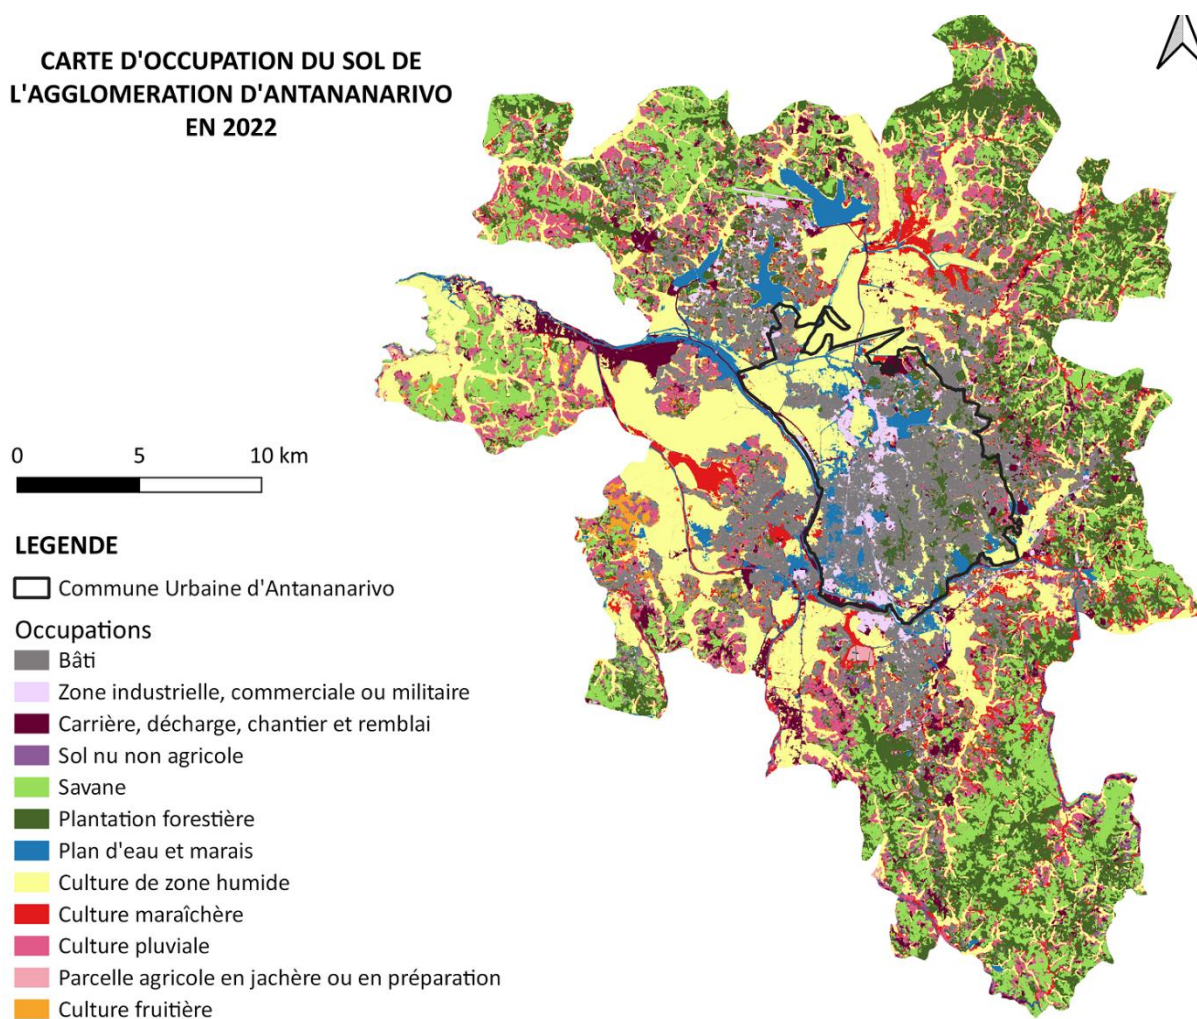 CARTE D'OCCUPATION DU SOL DE
L'AGGLOMERATION D'ANTANANARIVO
EN 2022
0 5 10 km
LEGENDE
Commune Urbaine d'Antananarivo
Occupations
Bâti
Zone industrielle, commerciale ou militaire
Carrière, décharge, chantier et remblai
Sol nu non agricole
Savane
Plantation forestière
Plan d'eau et marais
Culture de zone humide
Culture maraîchère
Culture pluviale
Parcelle agricole en jachère ou en préparation
Culture fruitière